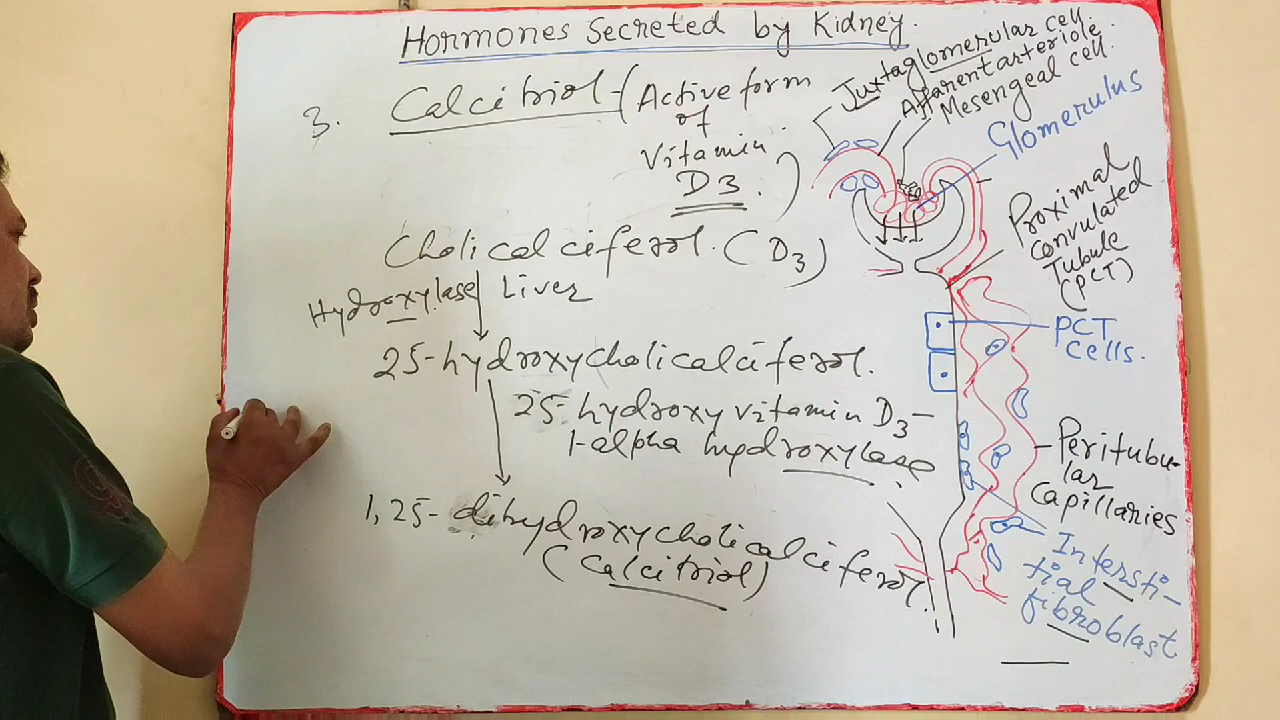 Hormones Secreted by Kidney.
3. Calcitriol-(Active form
of
Vitamin
D3.)
Cholicalciferol. (D3)
Hydroxylase Liver
25-hydroxycholicalciferol.
25-hydroxy vitamin D3-
1-alpha hydroxylase.
1,25-dihydroxycholicalciferol.
(Calcitriol)
Juxtaglomerular cell.
Affarent arteriole.
Mesengeal cell.
Glomerulus
Proximal
convulated
Tubule
(PCT)
PCT
cells.
Peritubu-
lar
capillaries
Intersti-
tial
fibroblast